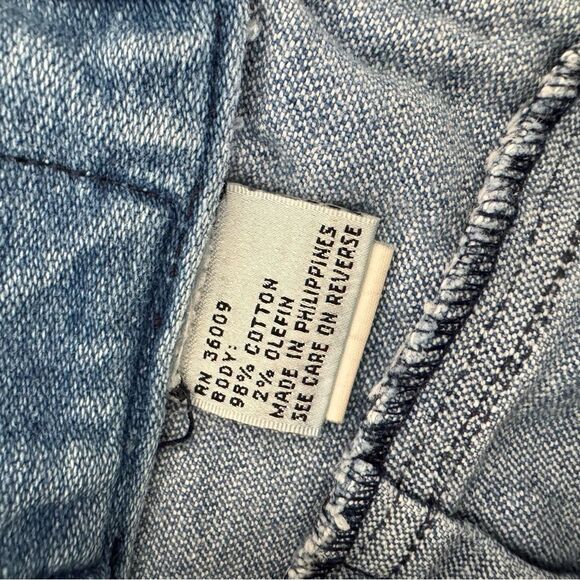 RN 36009
BODY:
98% COTTON
2% OLEFIN
MADE IN PHILIPPINES
SEE CARE ON REVERSE